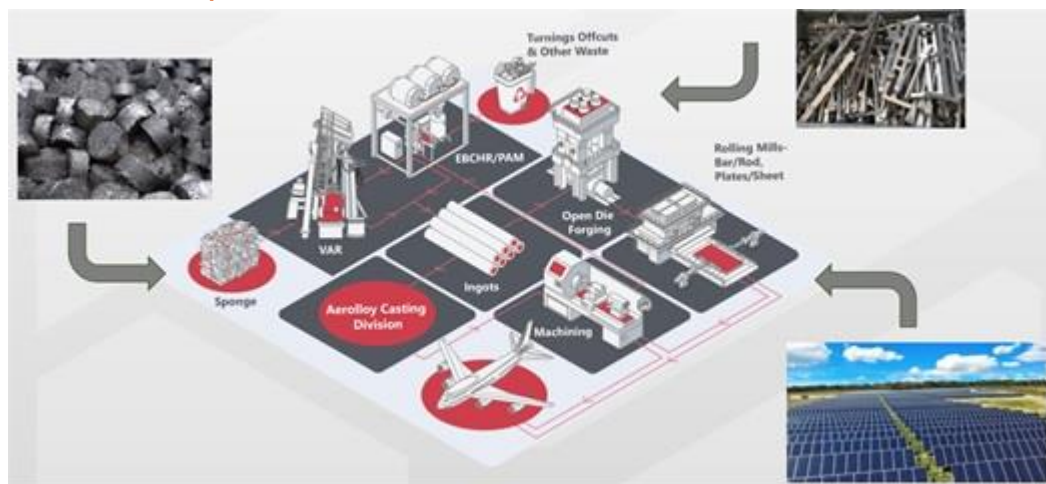 Turnings Offcuts
& Other Waste
EBCHR/PAM
Rolling Mills-
Bar/Rod,
Plates/Sheet
Open Die
Forging
VAR
Ingots
Sponge
Aerolloy Casting
Division
Machining